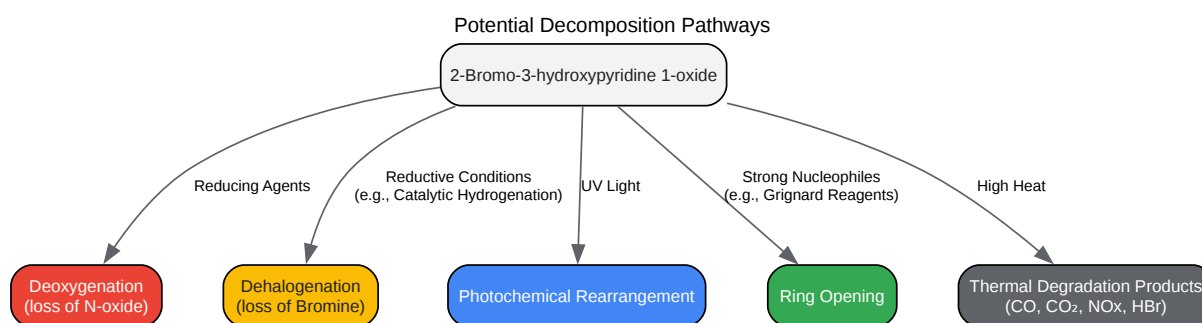 Potential Decomposition Pathways
2-Bromo-3-hydroxypyridine 1-oxide
Reducing Agents
Reductive Conditions
(e.g., Catalytic Hydrogenation)
UV Light
Strong Nucleophiles
(e.g., Grignard Reagents)
High Heat
Deoxygenation
(loss of N-oxide)
Dehalogenation
(loss of Bromine)
Photochemical Rearrangement
Ring Opening
Thermal Degradation Products
(CO, CO₂, NOx, HBr)